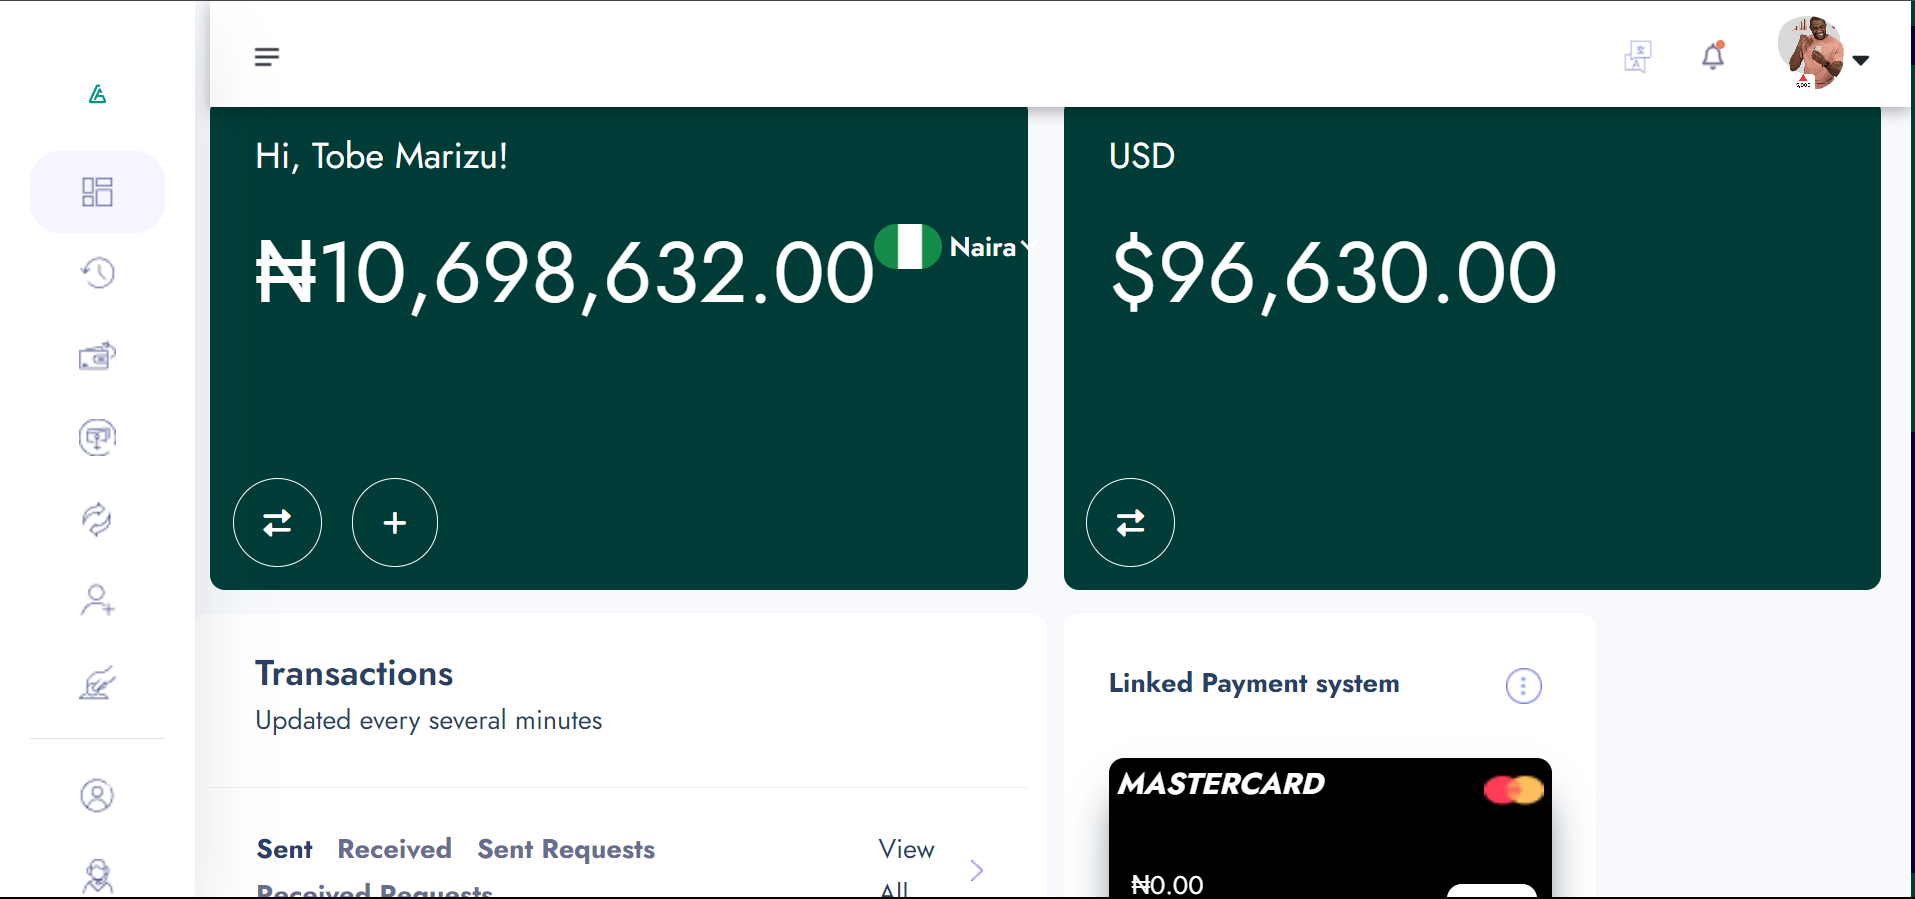 Hi, Tobe Marizu!
₦10,698,632.00
Naira
USD
$96,630.00
Transactions
Updated every several minutes
Sent Received Sent Requests
Received Requests
View
All
Linked Payment system
MASTERCARD
₦0.00